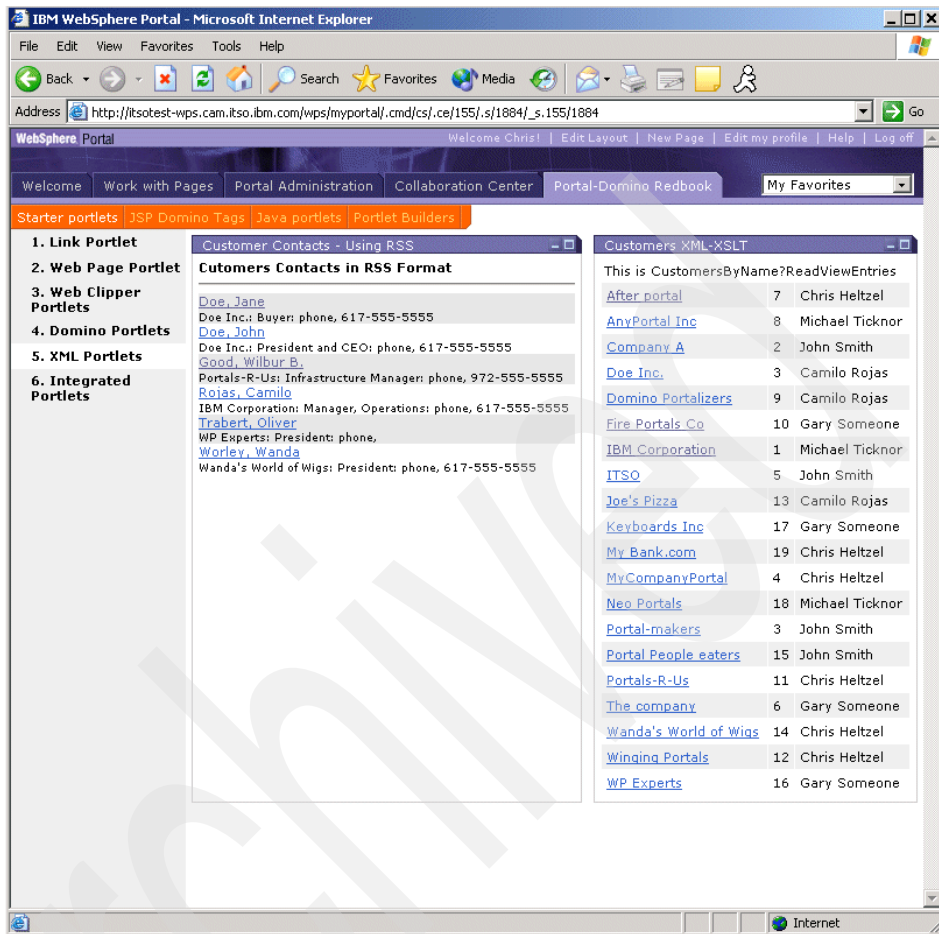 IBM WebSphere Portal - Microsoft Internet Explorer
File Edit View Favorites Tools Help
Back Search Favorites Media
Address http://itsotest-wps.cam.itso.ibm.com/wps/myportal/.cmd/cs/.ce/155/.s/1884/_s.155/1884 Go
WebSphere Portal Welcome Chris! | Edit Layout | New Page | Edit my profile | Help | Log off
Welcome Work with Pages Portal Administration Collaboration Center Portal-Domino Redbook My Favorites
Starter portlets JSP Domino Tags Java portlets Portlet Builders
1. Link Portlet
2. Web Page Portlet
3. Web Clipper
Portlets
4. Domino Portlets
5. XML Portlets
6. Integrated
Portlets
Customer Contacts - Using RSS
Cutomers Contacts in RSS Format
Doe, Jane
Doe Inc.: Buyer: phone, 617-555-5555
Doe, John
Doe Inc.: President and CEO: phone, 617-555-5555
Good, Wilbur B.
Portals-R-Us: Infrastructure Manager: phone, 972-555-5555
Rojas, Camilo
IBM Corporation: Manager, Operations: phone, 617-555-5555
Trabert, Oliver
WP Experts: President: phone,
Worley, Wanda
Wanda's World of Wigs: President: phone, 617-555-5555
Customers XML-XSLT
This is CustomersByName?ReadViewEntries
After portal 7 Chris Heltzel
AnyPortal Inc 8 Michael Ticknor
Company A 2 John Smith
Doe Inc. 3 Camilo Rojas
Domino Portalizers 9 Camilo Rojas
Fire Portals Co 10 Gary Someone
IBM Corporation 1 Michael Ticknor
ITSO 5 John Smith
Joe's Pizza 13 Camilo Rojas
Keyboards Inc 17 Gary Someone
My Bank.com 19 Chris Heltzel
MyCompanyPortal 4 Chris Heltzel
Neo Portals 18 Michael Ticknor
Portal-makers 3 John Smith
Portal People eaters 15 John Smith
Portals-R-Us 11 Chris Heltzel
The company 6 Gary Someone
Wanda's World of Wigs 14 Chris Heltzel
Winging Portals 12 Chris Heltzel
WP Experts 16 Gary Someone
Internet